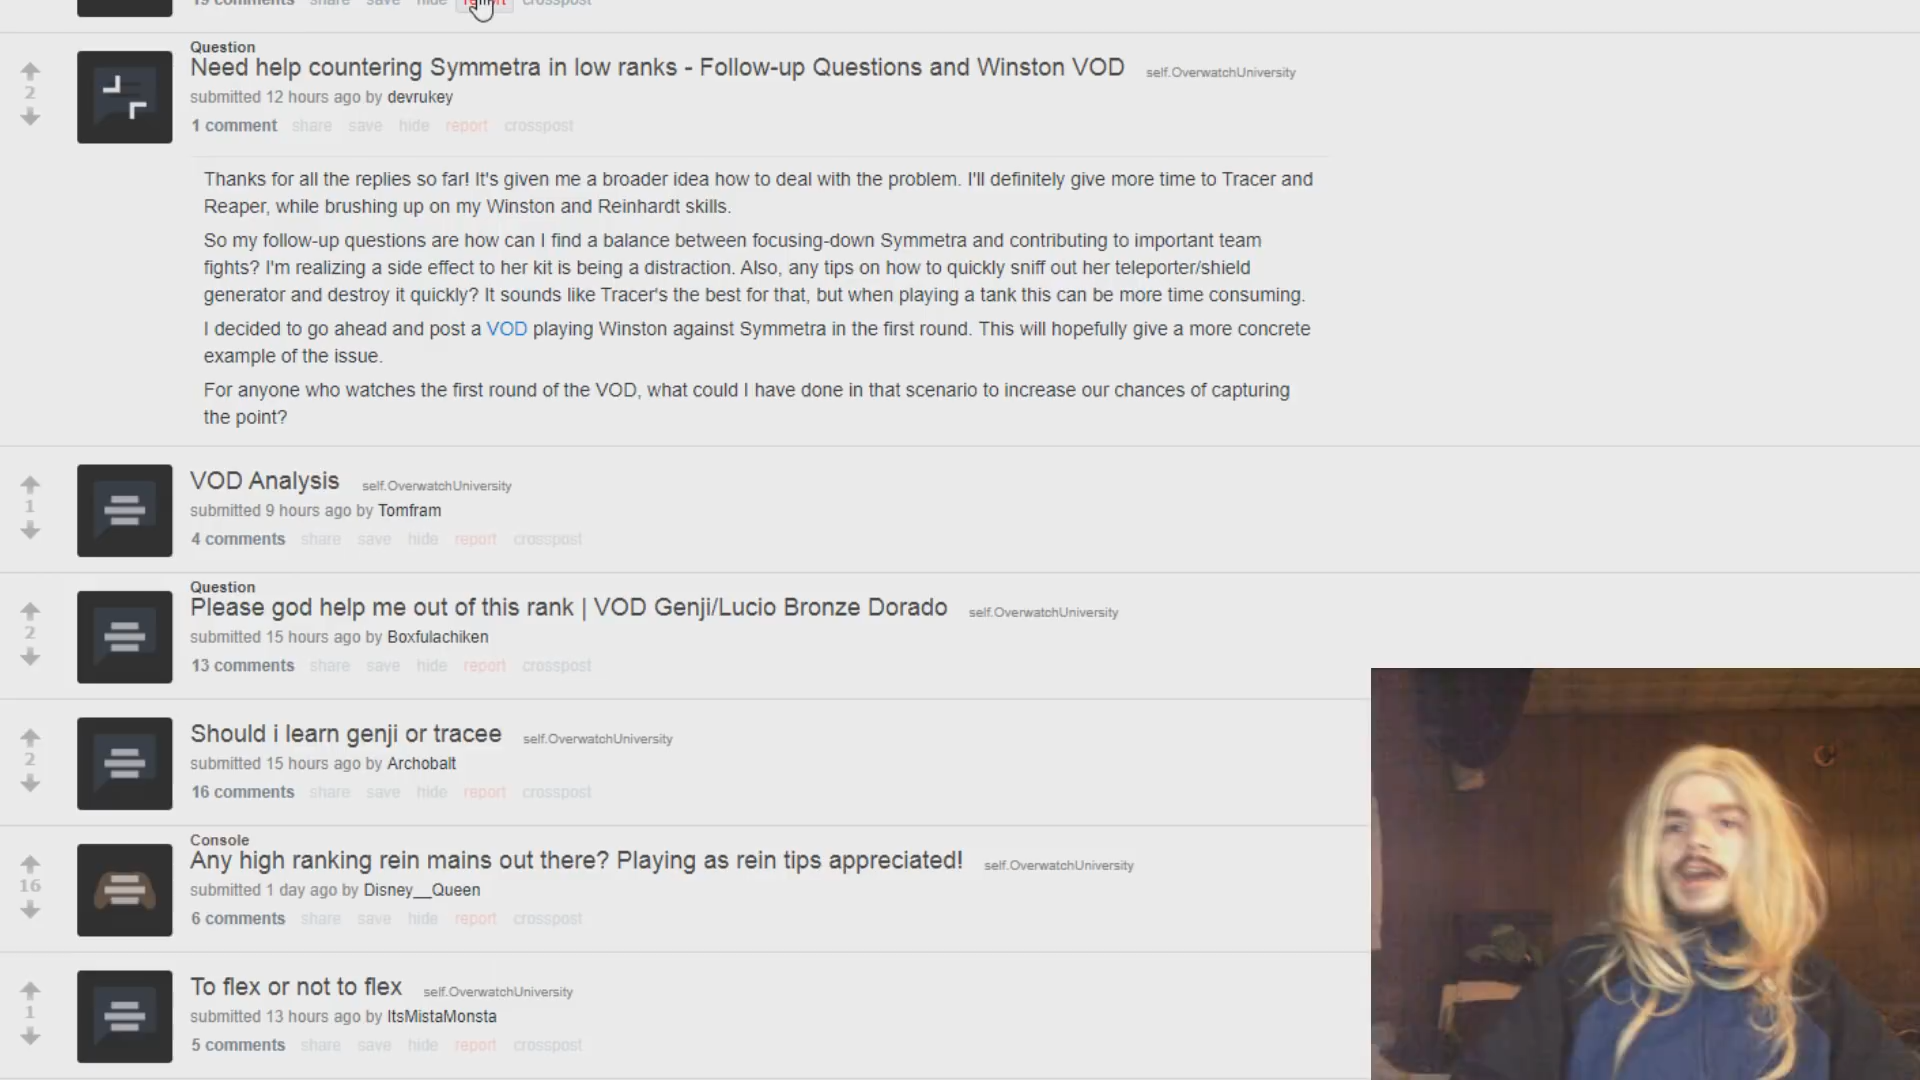 19 comments share save hide report crosspost
Question
Need help countering Symmetra in low ranks - Follow-up Questions and Winston VOD self.OverwatchUniversity
2
submitted 12 hours ago by devrukey
1 comment share save hide report crosspost
Thanks for all the replies so far! It's given me a broader idea how to deal with the problem. I'll definitely give more time to Tracer and
Reaper, while brushing up on my Winston and Reinhardt skills.
So my follow-up questions are how can I find a balance between focusing-down Symmetra and contributing to important team
fights? I'm realizing a side effect to her kit is being a distraction. Also, any tips on how to quickly sniff out her teleporter/shield
generator and destroy it quickly? It sounds like Tracer's the best for that, but when playing a tank this can be more time consuming.
I decided to go ahead and post a VOD playing Winston against Symmetra in the first round. This will hopefully give a more concrete
example of the issue.
For anyone who watches the first round of the VOD, what could I have done in that scenario to increase our chances of capturing
the point?
VOD Analysis self.OverwatchUniversity
1
submitted 9 hours ago by Tomfram
4 comments share save hide report crosspost
Question
Please god help me out of this rank | VOD Genji/Lucio Bronze Dorado self.OverwatchUniversity
2
submitted 15 hours ago by Boxfulachiken
13 comments share save hide report crosspost
Should i learn genji or tracee self.OverwatchUniversity
2
submitted 15 hours ago by Archobalt
16 comments share save hide report crosspost
Console
Any high ranking rein mains out there? Playing as rein tips appreciated! self.OverwatchUniversity
16
submitted 1 day ago by Disney__Queen
6 comments share save hide report crosspost
To flex or not to flex self.OverwatchUniversity
1
submitted 13 hours ago by ItsMistaMonsta
5 comments share save hide report crosspost